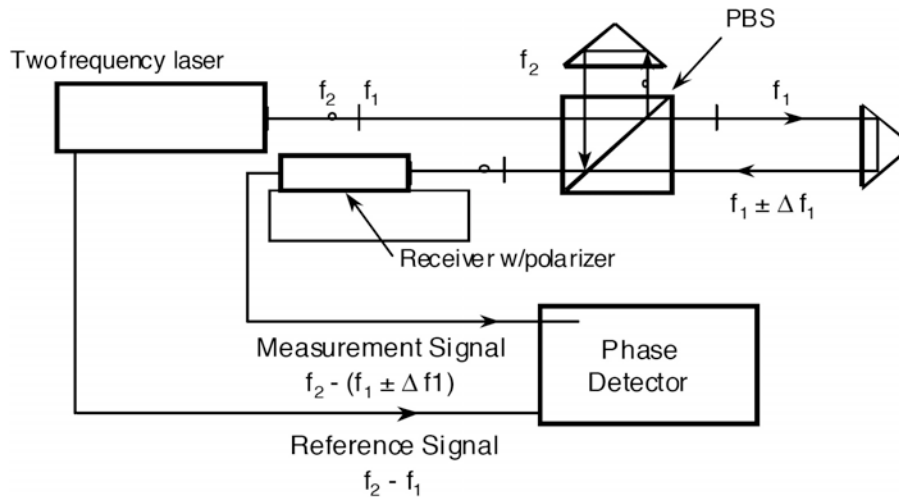 PBS
Twofrequency laser
f₂
f₂ f₁
f₁
f₁ ± Δ f₁
Receiver w/polarizer
Measurement Signal
f₂ - (f₁ ± Δ f1)
Phase
Detector
Reference Signal
f₂ - f₁